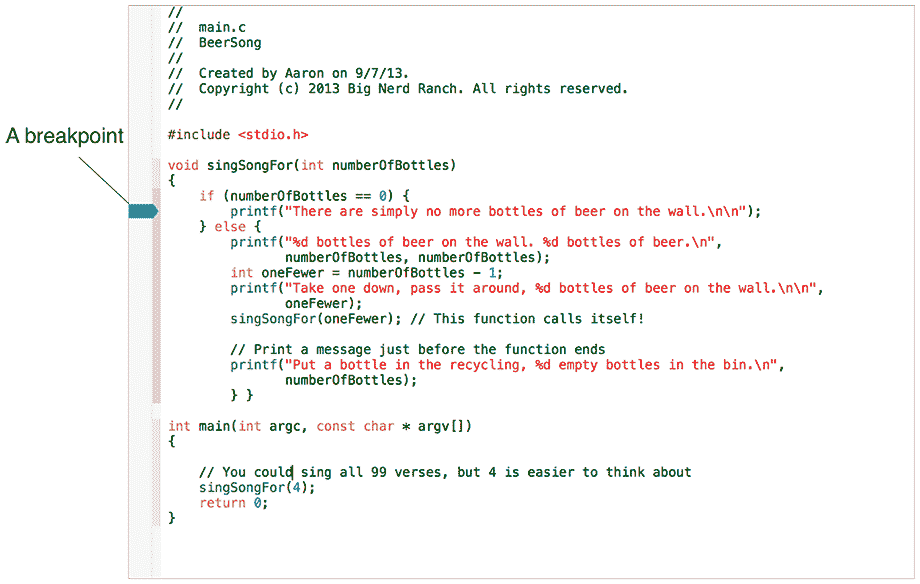 //
//  main.c
//  BeerSong
//
//  Created by Aaron on 9/7/13.
//  Copyright (c) 2013 Big Nerd Ranch. All rights reserved.
//
#include <stdio.h>
A breakpoint
void singSongFor(int numberOfBottles)
{
    if (numberOfBottles == 0) {
        printf("There are simply no more bottles of beer on the wall.\n\n");
    } else {
        printf("%d bottles of beer on the wall. %d bottles of beer.\n",
               numberOfBottles, numberOfBottles);
        int oneFewer = numberOfBottles - 1;
        printf("Take one down, pass it around, %d bottles of beer on the wall.\n\n",
               oneFewer);
        singSongFor(oneFewer); // This function calls itself!
        // Print a message just before the function ends
        printf("Put a bottle in the recycling, %d empty bottles in the bin.\n",
               numberOfBottles);
        } }
int main(int argc, const char * argv[])
{
    // You could sing all 99 verses, but 4 is easier to think about
    singSongFor(4);
    return 0;
}